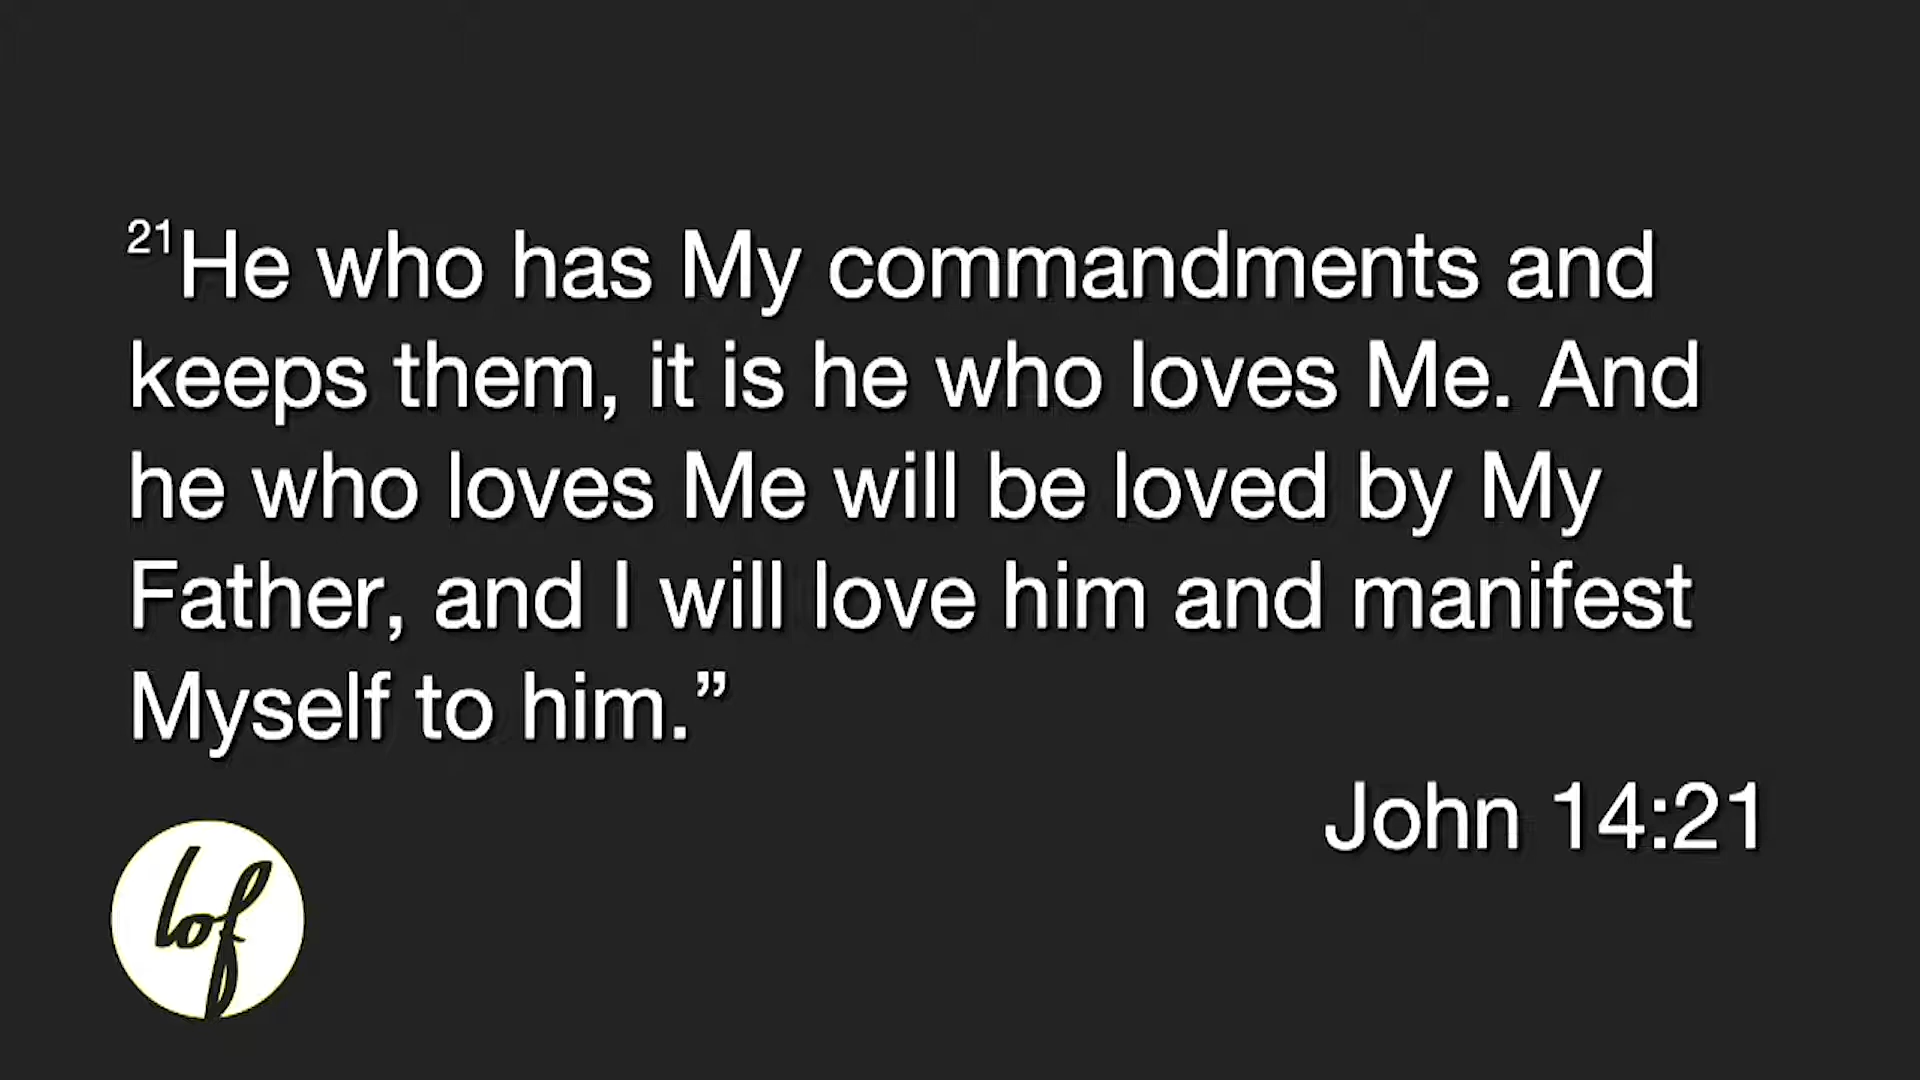 21He who has My commandments and
keeps them, it is he who loves Me. And
he who loves Me will be loved by My
Father, and I will love him and manifest
Myself to him.”
John 14:21
lof